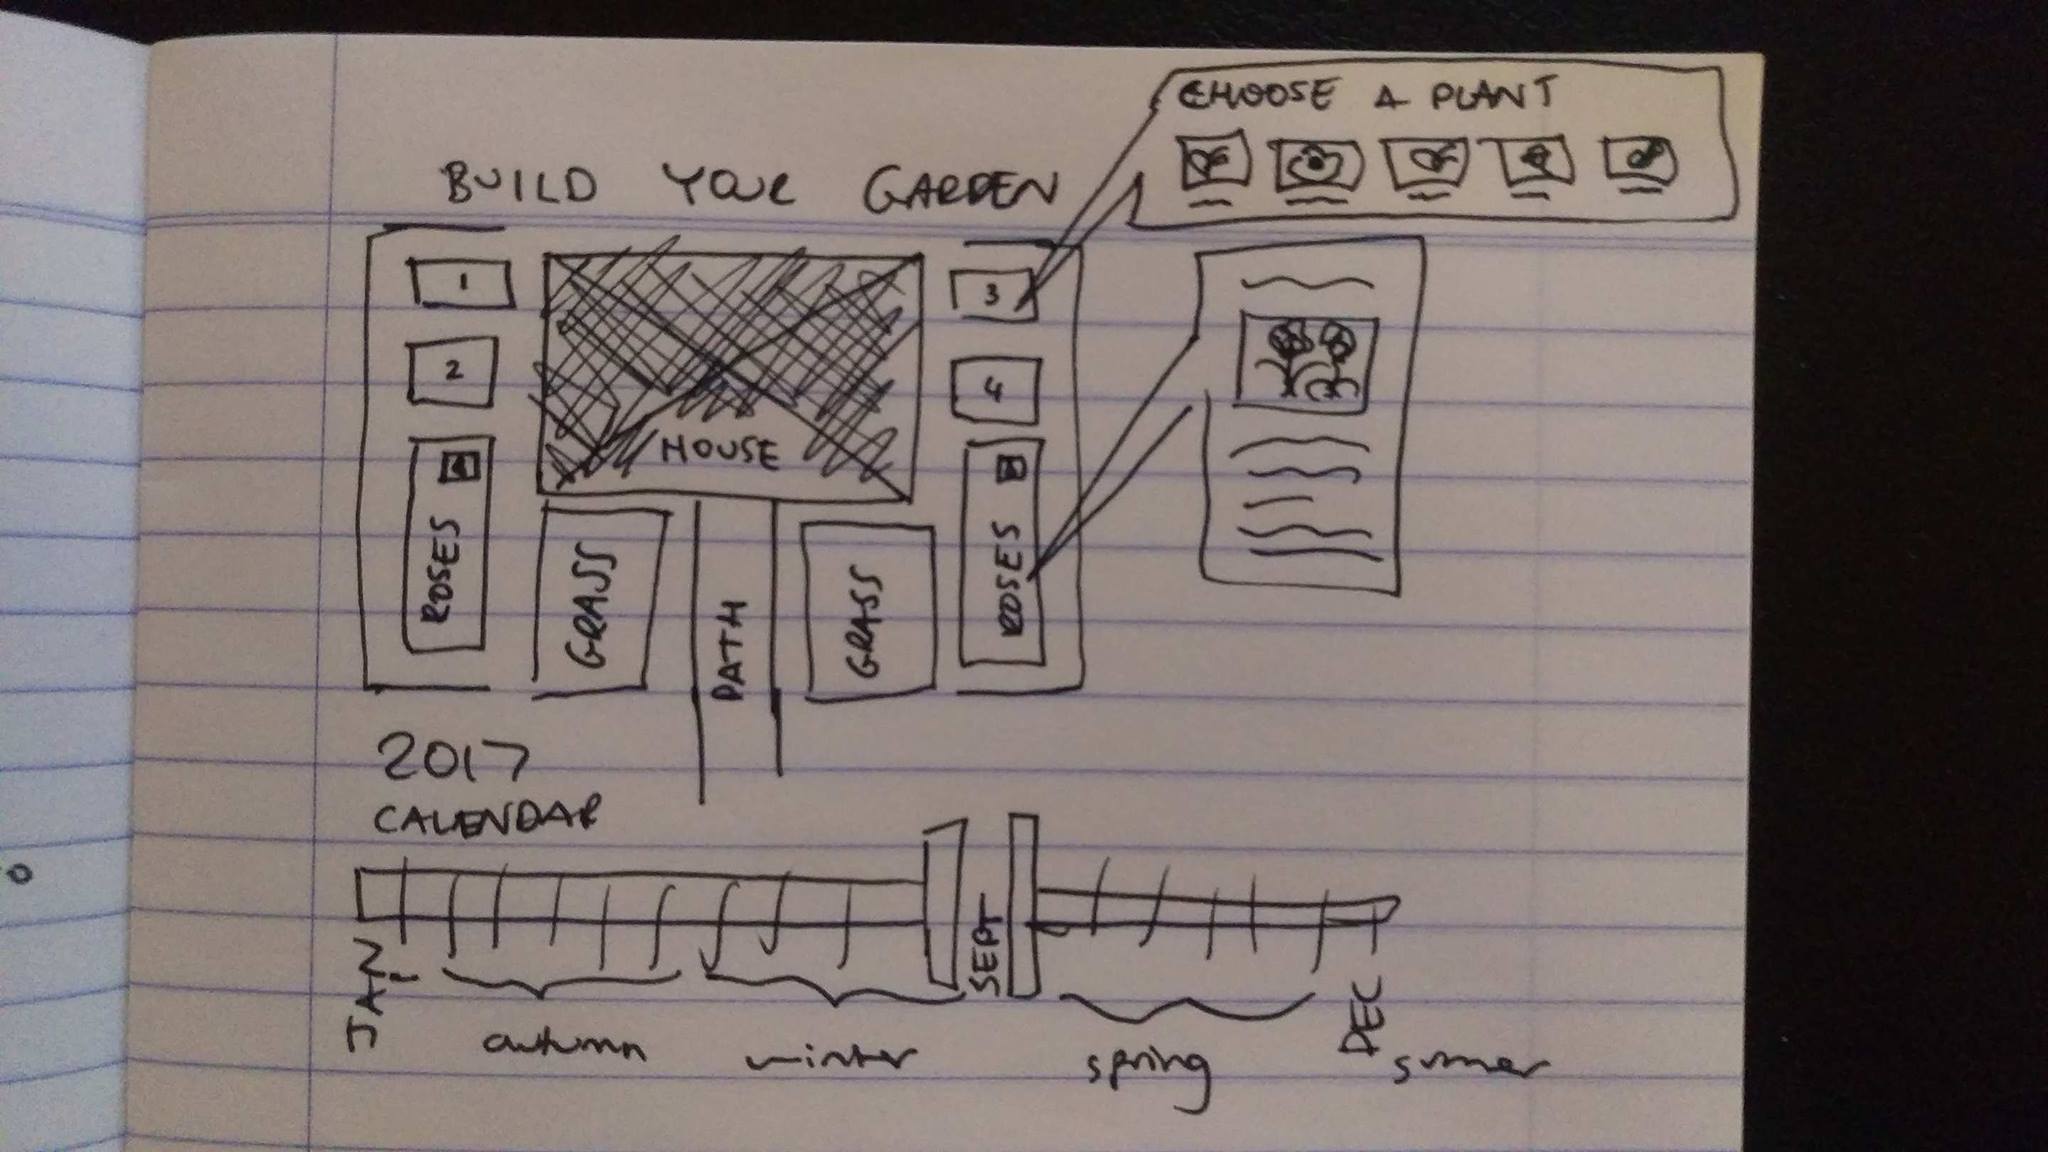 CHOOSE A PLANT
BUILD YOUR GARDEN
1
3
2
4
HOUSE
ROSES
GRASS
PATH
GRASS
ROSES
2017
CALENDAR
JAN
SEPT
DEC
autumn
winter
spring
summer